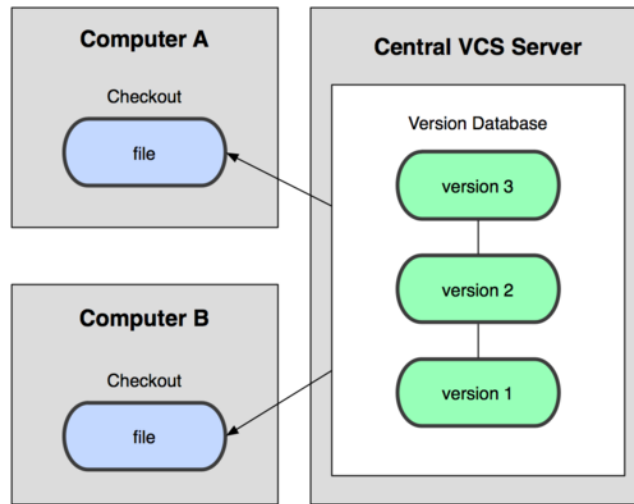 Computer A
Checkout
file
Computer B
Checkout
file
Central VCS Server
Version Database
version 3
version 2
version 1